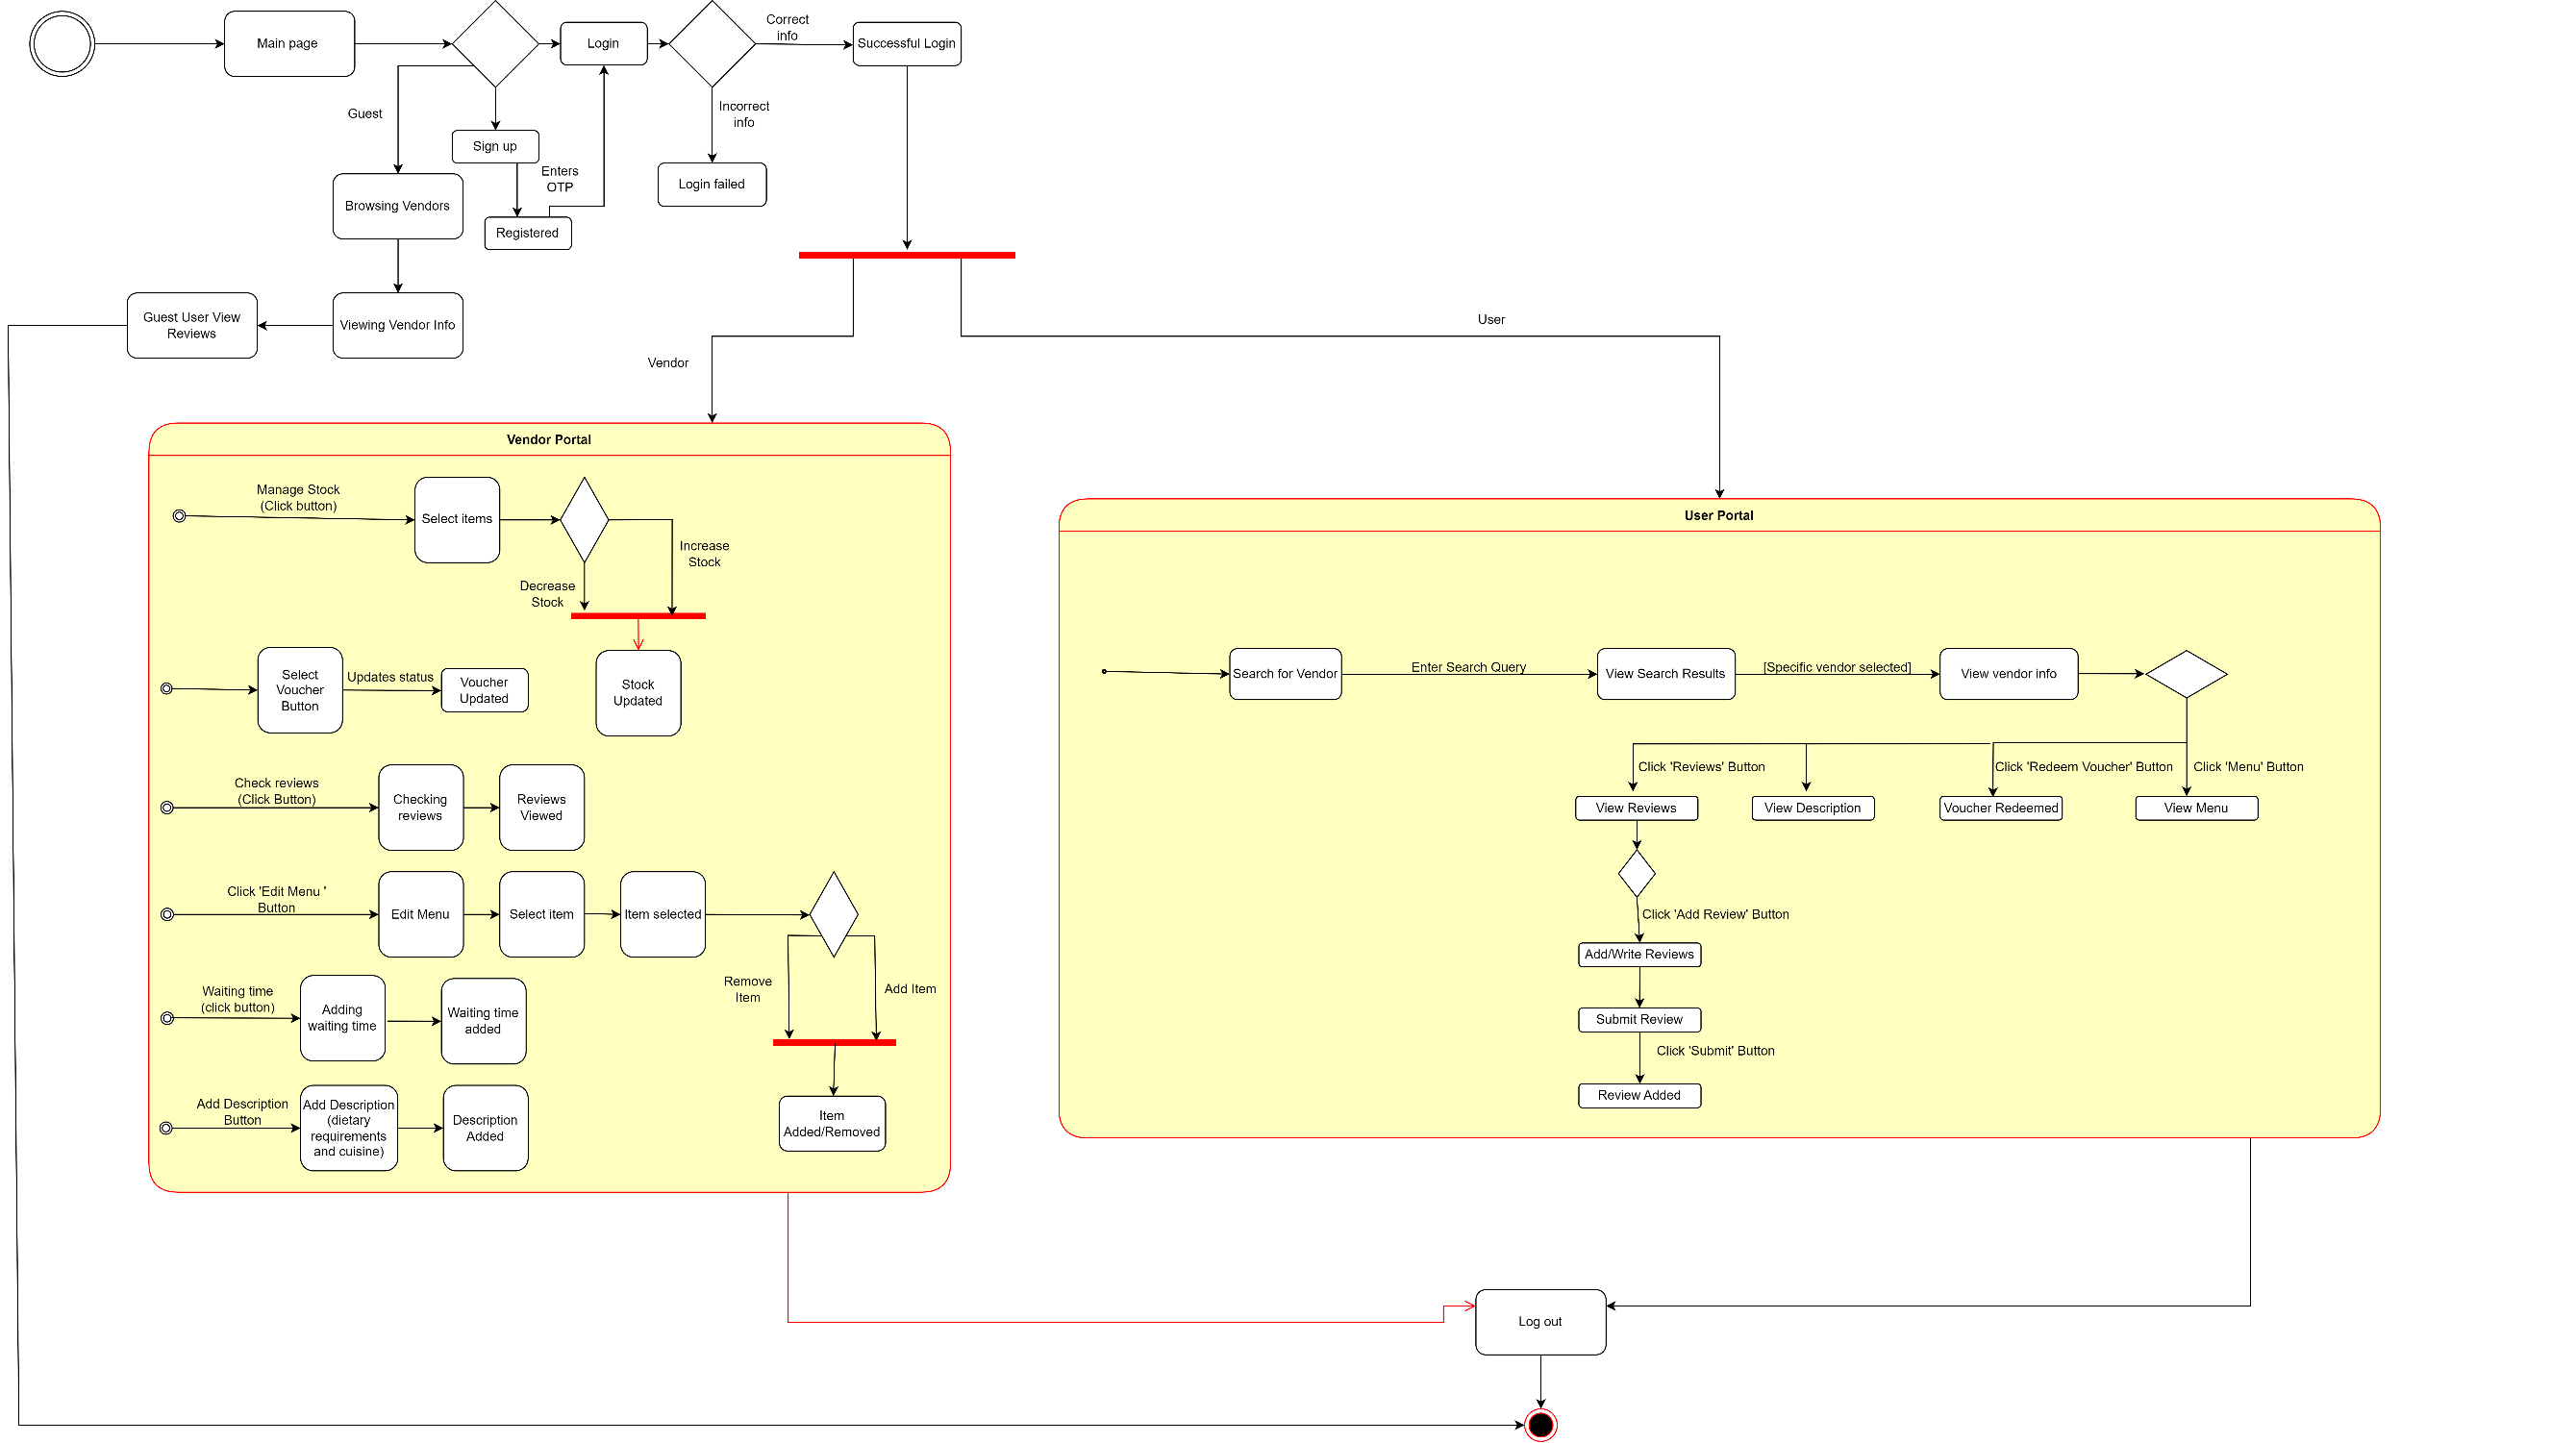 Main page
Login
Correct
info
Successful Login
Guest
Incorrect
info
Sign up
Enters
OTP
Login failed
Browsing Vendors
Registered
Guest User View
Reviews
Viewing Vendor Info
Vendor
User
Vendor Portal
Manage Stock
(Click button)
Select items
Increase
Stock
Decrease
Stock
Select
Voucher
Button
Updates status
Voucher
Updated
Stock
Updated
Check reviews
(Click Button)
Checking
reviews
Reviews
Viewed
Click 'Edit Menu '
Button
Edit Menu
Select item
Item selected
Remove
Item
Add Item
Waiting time
(click button)
Adding
waiting time
Waiting time
added
Add Description
Button
Add Description
(dietary
requirements
and cuisine)
Description
Added
Item
Added/Removed
User Portal
Search for Vendor
Enter Search Query
View Search Results
[Specific vendor selected]
View vendor info
Click 'Reviews' Button
Click 'Redeem Voucher' Button
Click 'Menu' Button
View Reviews
View Description
Voucher Redeemed
View Menu
Click 'Add Review' Button
Add/Write Reviews
Submit Review
Click 'Submit' Button
Review Added
Log out